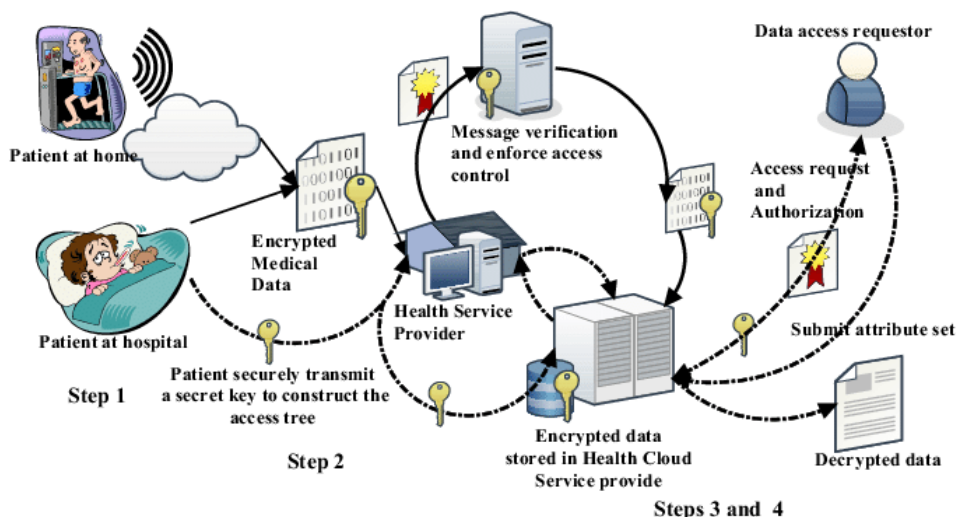 Data access requestor
Patient at home
Message verification
and enforce access
control
Access request
and
Authorization
Encrypted
Medical
Data
Health Service
Provider
Patient at hospital
Submit attribute set
Step 1
Patient securely transmit
a secret key to construct the
access tree
Encrypted data
stored in Health Cloud
Service provide
Decrypted data
Step 2
Steps 3 and 4